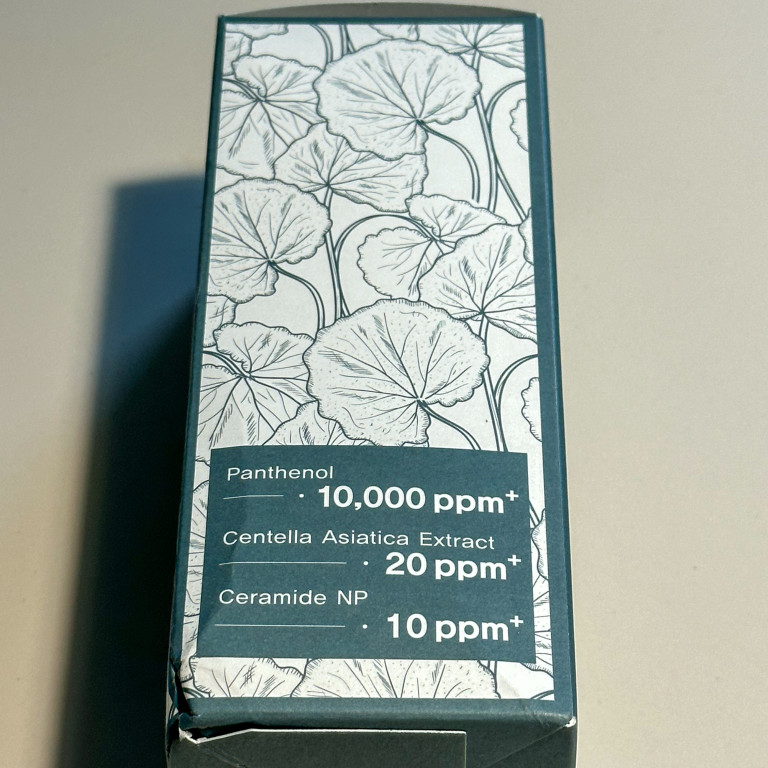 Panthenol
· 10,000 ppm⁺
Centella Asiatica Extract
· 20 ppm⁺
Ceramide NP
· 10 ppm⁺